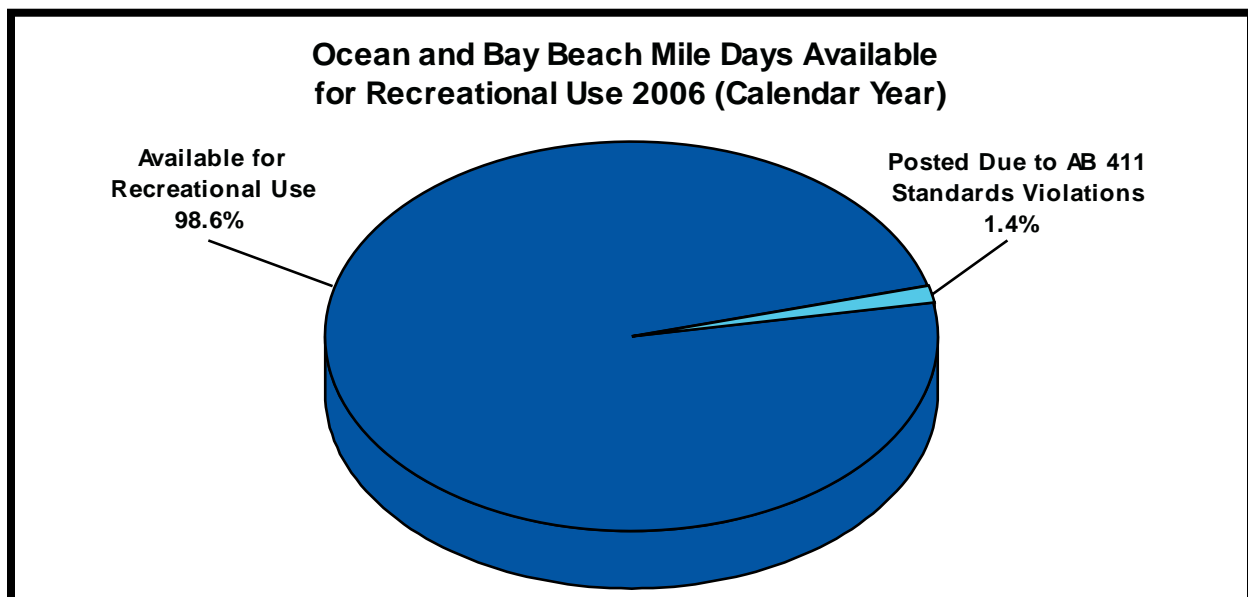 Ocean and Bay Beach Mile Days Available
for Recreational Use 2006 (Calendar Year)
Available for
Recreational Use
98.6%
Posted Due to AB 411
Standards Violations
1.4%